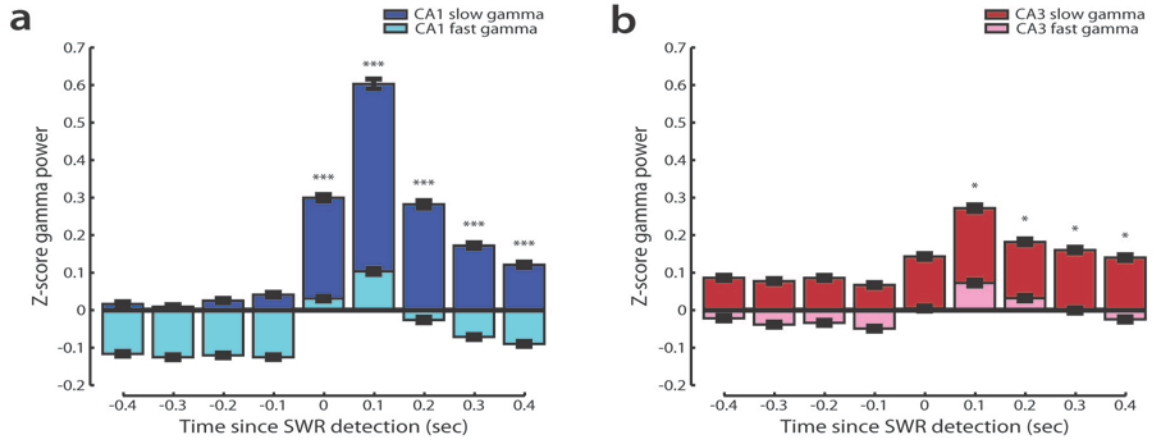 a
CA1 slow gamma
CA1 fast gamma
Z-score gamma power
0.7
0.6
0.5
0.4
0.3
0.2
0.1
0
-0.1
-0.2
***
***
***
***
***
-0.4 -0.3 -0.2 -0.1 0 0.1 0.2 0.3 0.4
Time since SWR detection (sec)
b
CA3 slow gamma
CA3 fast gamma
Z-score gamma power
0.7
0.6
0.5
0.4
0.3
0.2
0.1
0
-0.1
-0.2
*
*
*
*
-0.4 -0.3 -0.2 -0.1 0 0.1 0.2 0.3 0.4
Time since SWR detection (sec)